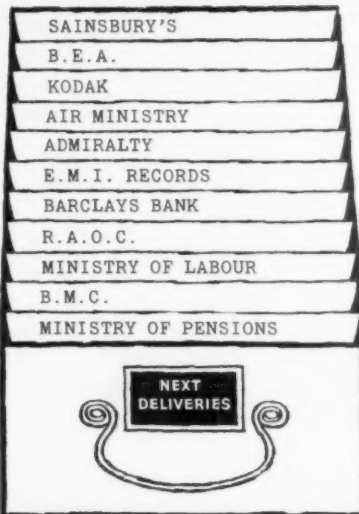 SAINSBURY'S
B.E.A.
KODAK
AIR MINISTRY
ADMIRALTY
E.M.I. RECORDS
BARCLAYS BANK
R.A.O.C.
MINISTRY OF LABOUR
B.M.C.
MINISTRY OF PENSIONS
NEXT
DELIVERIES